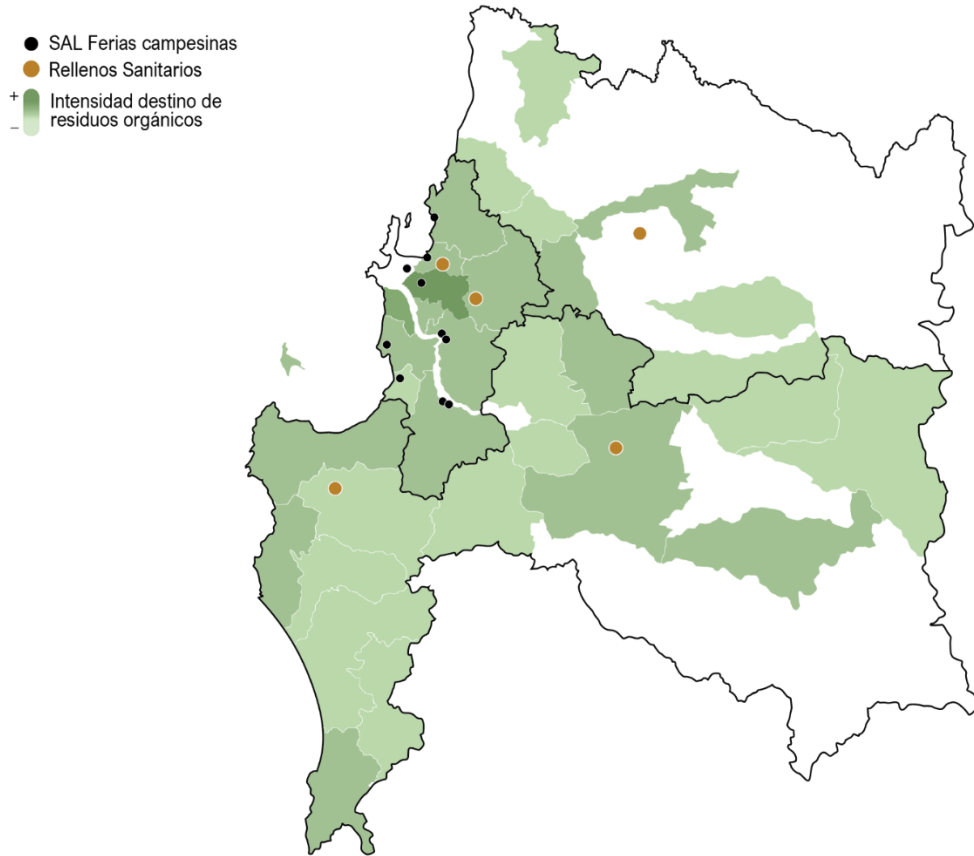 SAL Ferias campesinas
Rellenos Sanitarios
+
Intensidad destino de
– residuos orgánicos